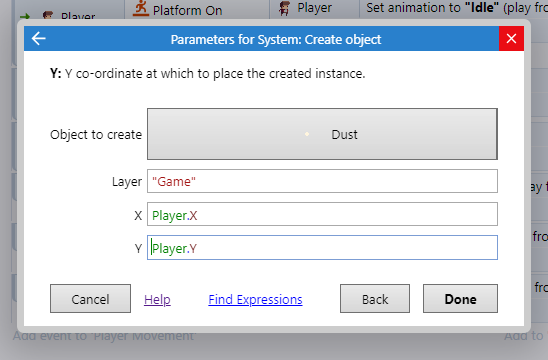 Player
Platform On
Player
Set animation to "Idle" (play fro
Parameters for System: Create object
Y: Y co-ordinate at which to place the created instance.
Object to create
Dust
Layer
"Game"
X
Player.X
Y
Player.Y
ay f
fro
fro
Cancel
Help
Find Expressions
Back
Done
Add event to 'Player Movement'
Add to